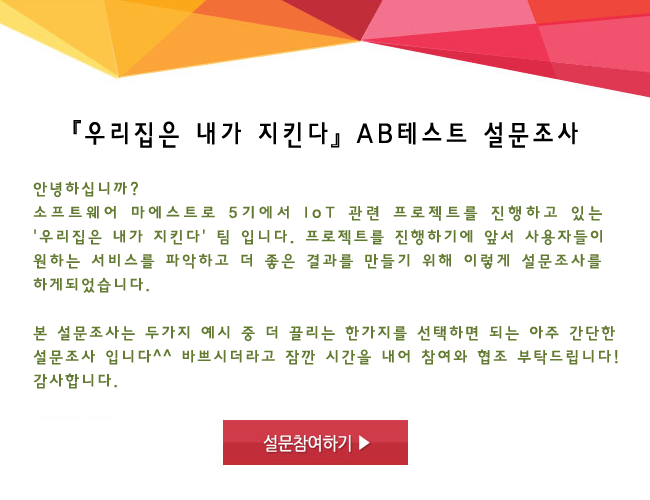 『우리집은 내가 지킨다』 AB테스트 설문조사
안녕하십니까?
소프트웨어 마에스트로 5기에서 IoT 관련 프로젝트를 진행하고 있는
'우리집은 내가 지킨다' 팀 입니다. 프로젝트를 진행하기에 앞서 사용자들이
원하는 서비스를 파악하고 더 좋은 결과를 만들기 위해 이렇게 설문조사를
하게되었습니다.
본 설문조사는 두가지 예시 중 더 끌리는 한가지를 선택하면 되는 아주 간단한
설문조사 입니다^^ 바쁘시더라고 잠깐 시간을 내어 참여와 협조 부탁드립니다!
감사합니다.
설문참여하기 ▶